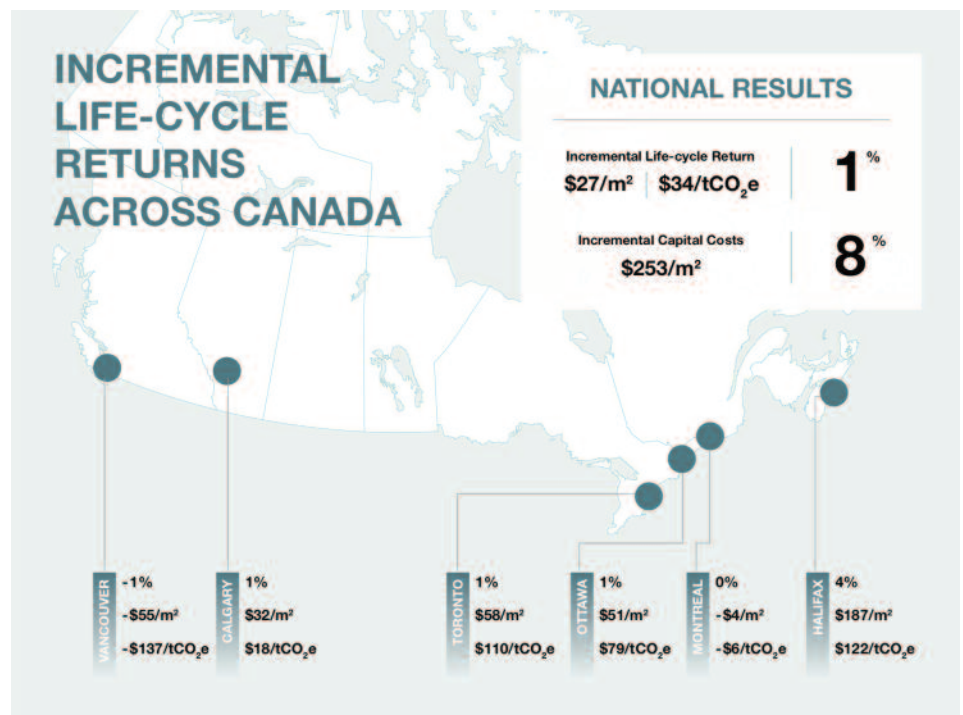 INCREMENTAL
LIFE-CYCLE
RETURNS
ACROSS CANADA
NATIONAL RESULTS
Incremental Life-cycle Return
$27/m² $34/tCO₂e
1%
Incremental Capital Costs
$253/m²
8%
VANCOUVER
-1%
-$55/m²
-$137/tCO₂e
CALGARY
1%
$32/m²
$18/tCO₂e
TORONTO
1%
$58/m²
$110/tCO₂e
OTTAWA
1%
$51/m²
$79/tCO₂e
MONTREAL
0%
-$4/m²
-$6/tCO₂e
HALIFAX
4%
$187/m²
$122/tCO₂e